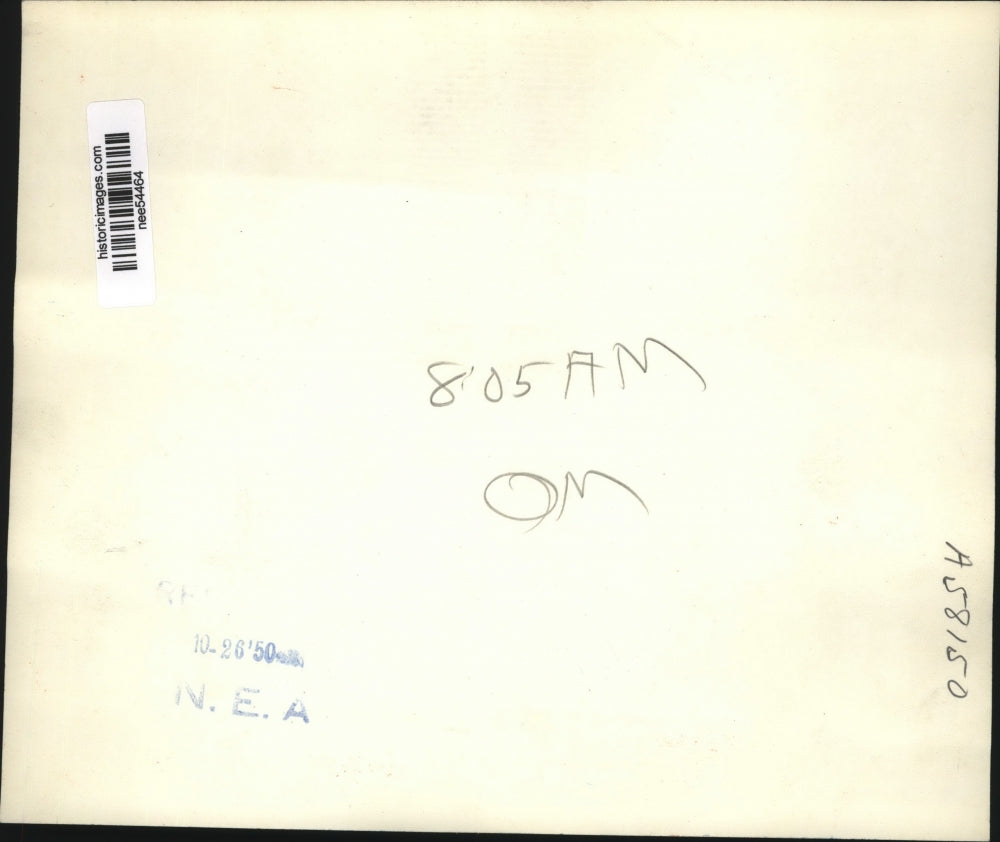 historicimages.com
nee54464
8:05 AM
OM
10-26'50
N. E. A
A58150